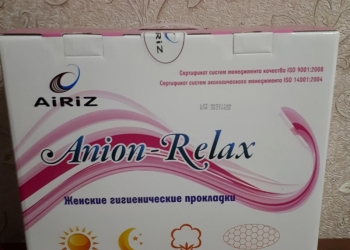 Сертификат систем менеджмента качества ISO 9001:2008
Сертификат систем экологического менеджмента ISO 14001:2004
AiRiZ
Anion-Relax
Женские гигиенические прокладки